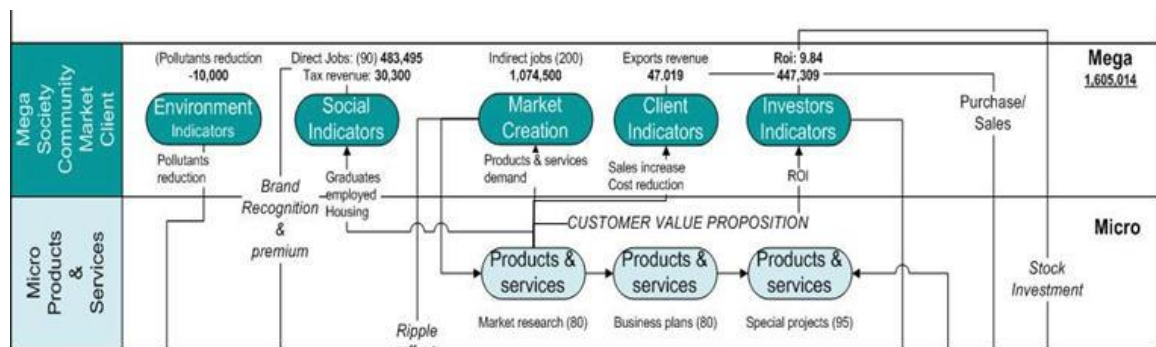 Mega
Society
Community
Market
Client
(Pollutants reduction
-10,000
Environment
Indicators
Pollutants
reduction
Direct Jobs: (90) 483,495
Tax revenue: 30,300
Social
Indicators
Graduates
employed
Housing
Brand
Recognition
&
premium
Indirect jobs (200)
1,074,500
Market
Creation
Products & services
demand
Exports revenue
47.019
Client
Indicators
Sales increase
Cost reduction
Roi: 9.84
447,309
Investors
Indicators
ROI
Purchase/
Sales
Mega
1,605,014
Micro
Products
&
Services
CUSTOMER VALUE PROPOSITION
Micro
Products &
services
Market research (80)
Products &
services
Business plans (80)
Products &
services
Special projects (95)
Stock
Investment
Ripple